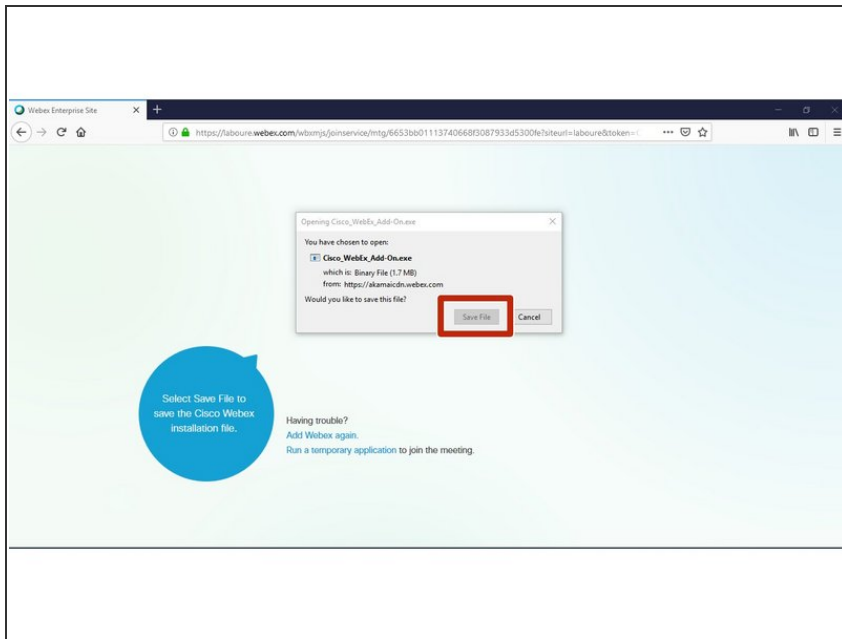 Webex Enterprise Site
https://laboure.webex.com/wbxmjs/joinservice/mtg/6653bb01113740668f3087933d5300fe?siteurl=laboure&token=
Opening Cisco_WebEx_Add-On.exe
You have chosen to open:
Cisco_WebEx_Add-On.exe
which is: Binary File (1.7 MB)
from: https://akamaicdn.webex.com
Would you like to save this file?
Save File Cancel
Select Save File to
save the Cisco Webex
installation file.
Having trouble?
Add Webex again.
Run a temporary application to join the meeting.